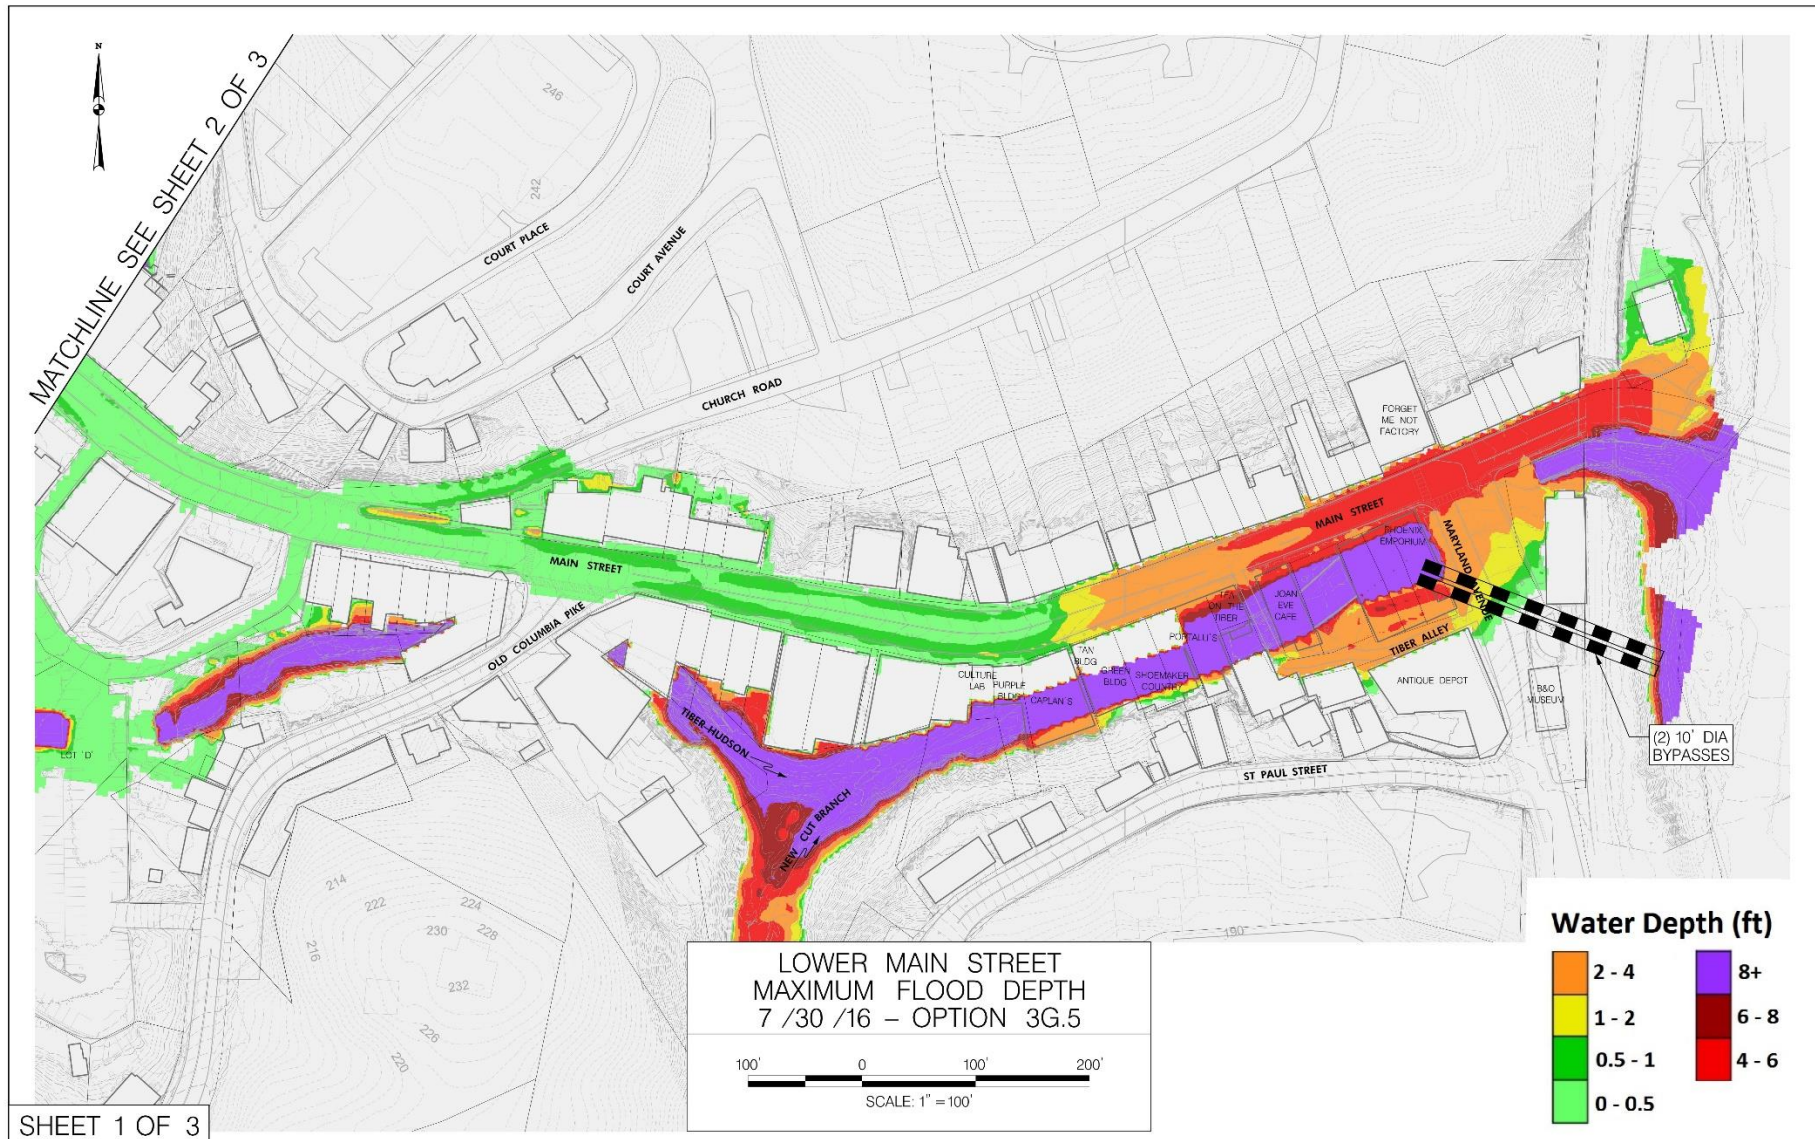 N
MATCHLINE SEE SHEET 2 OF 3
246
242
COURT PLACE
COURT AVENUE
CHURCH ROAD
FORGET
ME NOT
FACTORY
MAIN STREET
PHOENIX
EMPORIUM
MARYLAND AVENUE
MAIN STREET
OLD COLUMBIA PIKE
TEA
ON THE
TIBER
JOAN
EVE
CAFE
PORTALLI'S
TIBER ALLEY
TAN
BLDG
GREEN
BLDG
SHOEMAKER
COUNTRY
CULTURE
LAB
PURPLE
BLDG
CAPLAN'S
ANTIQUE DEPOT
B&O
MUSEUM
(2) 10' DIA
BYPASSES
LOT 'D'
TIBER-HUDSON
NEW CUT BRANCH
ST PAUL STREET
214
222
224
228
230
216
232
226
220
190
LOWER MAIN STREET
MAXIMUM FLOOD DEPTH
7 /30 /16 – OPTION 3G.5
100' 0 100' 200'
SCALE: 1" =100'
Water Depth (ft)
2 - 4
1 - 2
0.5 - 1
0 - 0.5
8+
6 - 8
4 - 6
SHEET 1 OF 3